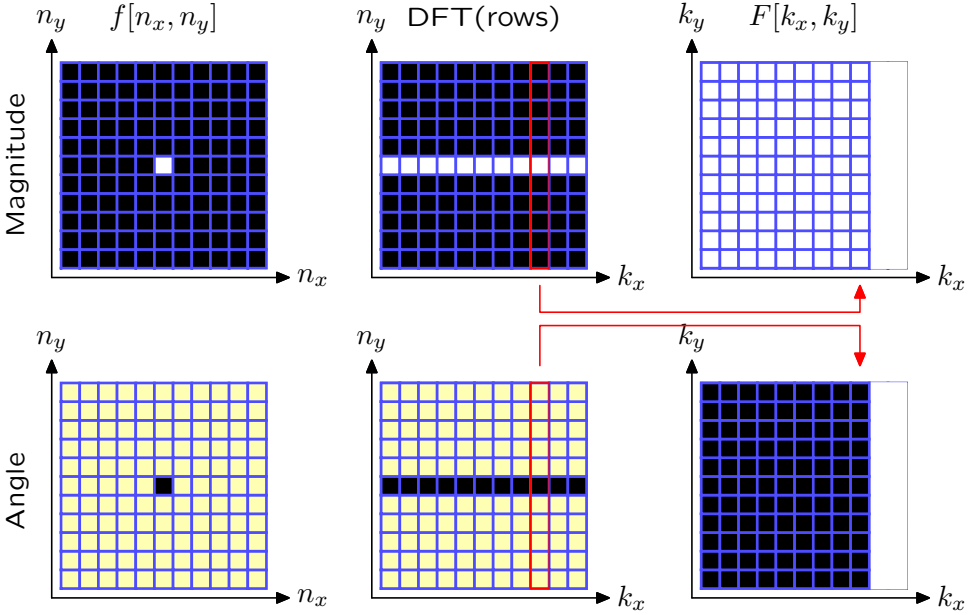 n_y f[n_x, n_y] n_y DFT(rows) k_y F[k_x, k_y]
Magnitude
n_x k_x k_x
n_y n_y k_y
Angle
n_x k_x k_x